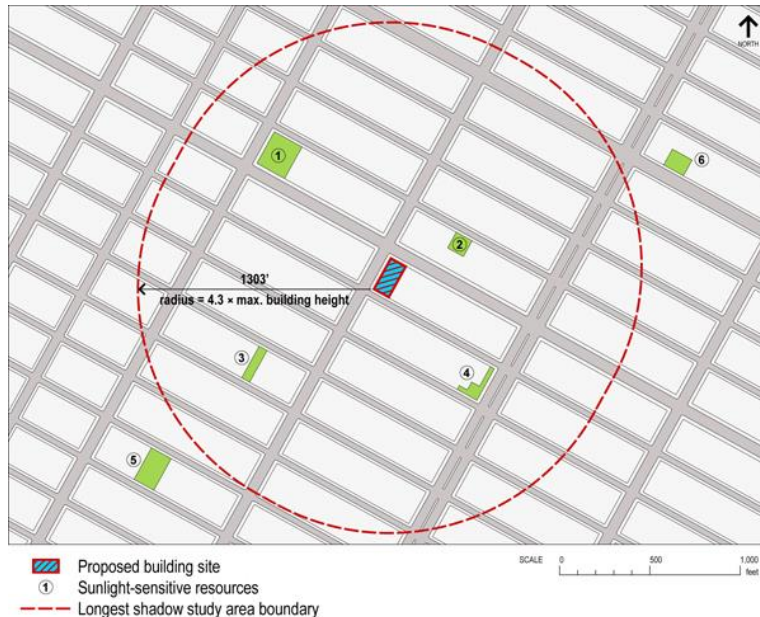 NORTH
①
⑥
②
1303'
radius = 4.3 × max. building height
③
④
⑤
Proposed building site
① Sunlight-sensitive resources
Longest shadow study area boundary
SCALE 0 500 1,000
feet